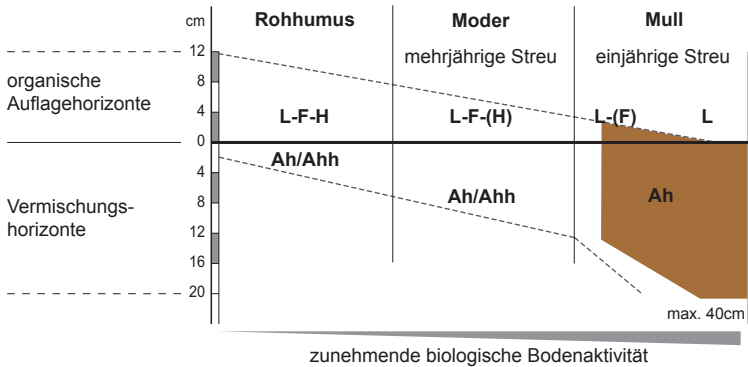 cm Rohhumus Moder Mull
mehrjährige Streu einjährige Streu
12
organische
Auflagehorizonte
8
4
L-F-H L-F-(H) L-(F) L
0
Ah/Ahh
4
Vermischungs-
horizonte
8
Ah/Ahh Ah
12
16
20
max. 40cm
zunehmende biologische Bodenaktivität